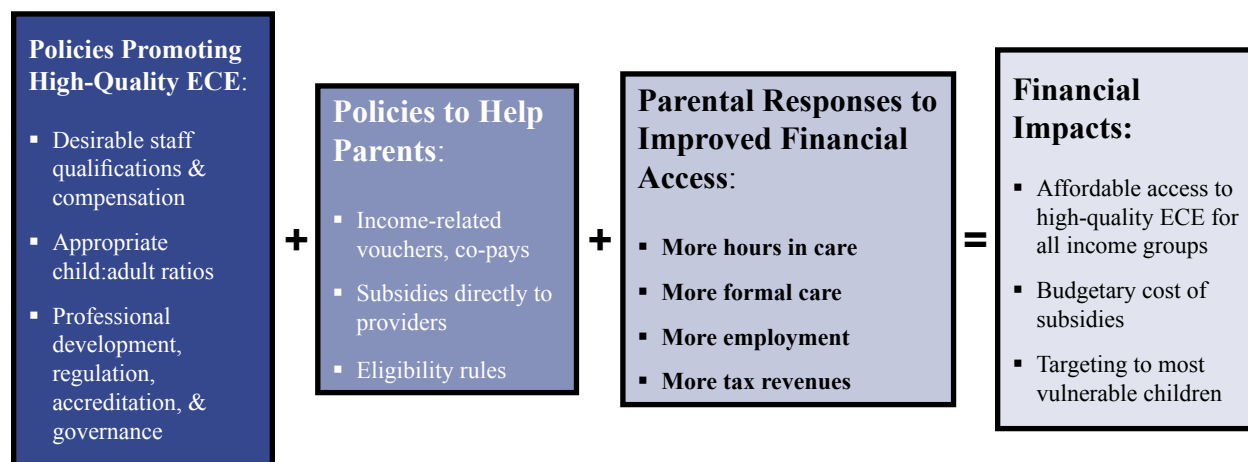 Policies Promoting
High-Quality ECE:
▪ Desirable staff
qualifications &
compensation
▪ Appropriate
child:adult ratios
▪ Professional
development,
regulation,
accreditation, &
governance
+
Policies to Help
Parents:
▪ Income-related
vouchers, co-pays
▪ Subsidies directly to
providers
▪ Eligibility rules
+
Parental Responses to
Improved Financial
Access:
▪ More hours in care
▪ More formal care
▪ More employment
▪ More tax revenues
=
Financial
Impacts:
▪ Affordable access to
high-quality ECE for
all income groups
▪ Budgetary cost of
subsidies
▪ Targeting to most
vulnerable children